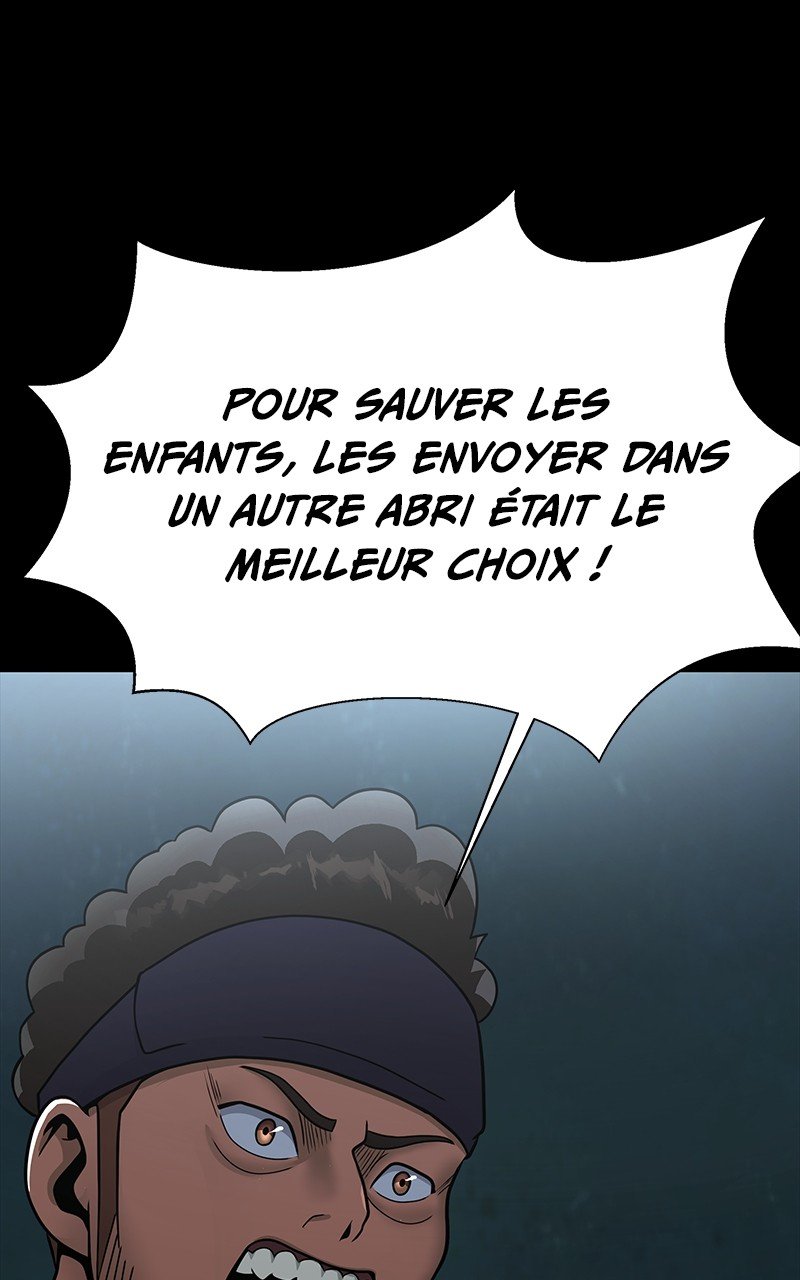 POUR SAUVER LES
ENFANTS, LES ENVOYER DANS
UN AUTRE ABRI ÉTAIT LE
MEILLEUR CHOIX !